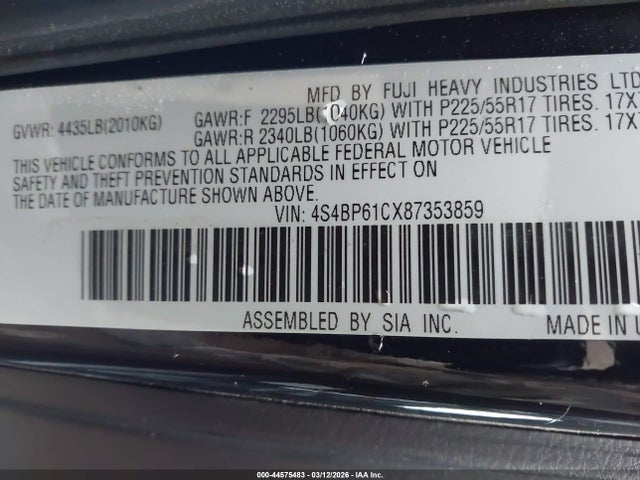 MFD BY FUJI HEAVY INDUSTRIES LTD
GVWR: 4435LB(2010KG) GAWR:F 2295LB( 040KG) WITH P225/55R17 TIRES. 17X7
GAWR:R 2340LB(1060KG) WITH P225/55R17 TIRES. 17X7
THIS VEHICLE CONFORMS TO ALL APPLICABLE FEDERAL MOTOR VEHICLE
SAFETY AND THEFT PREVENTION STANDARDS IN EFFECT ON
THE DATE OF MANUFACTURE SHOWN ABOVE.
VIN: 4S4BP61CX87353859
ASSEMBLED BY SIA INC. MADE IN
000-44575483 - 03/12/2026 - IAA Inc.